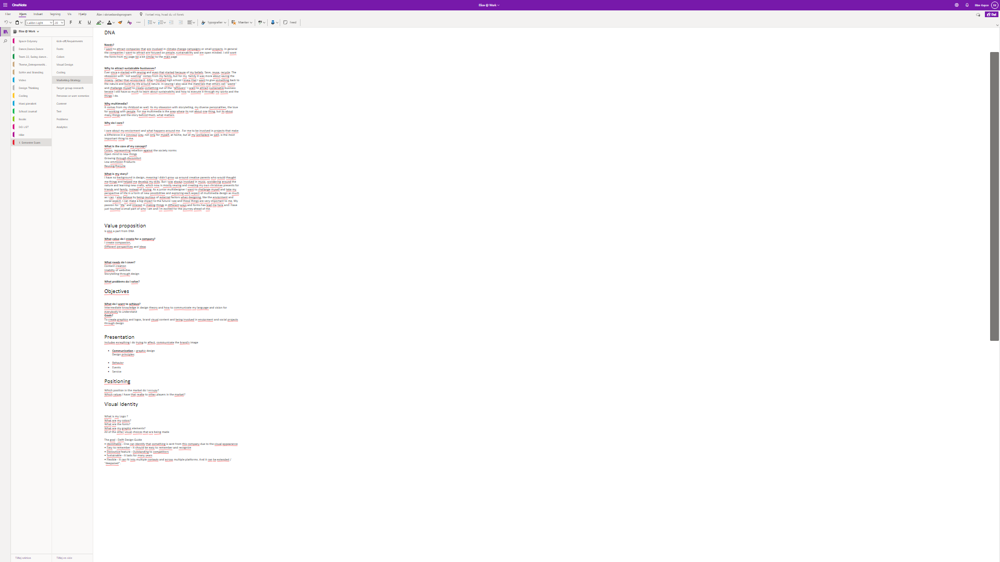 OneNote
Elize @ Work
Elize Kupce
EK
Filer
Hjem
Indsæt
Tegning
Vis
Hjælp
Åbn i skrivebordsprogram
Fortæl mig, hvad du vil foretage
Del
Calibri Light
20
F
K
U
Typografier
Mærker
Feed
Elize @ Work
Space Odyssey
Dance.Dance.Dance
Team 22, Swing dance...
Theme_Entreprenrshi...
SoMe and Branding
Video
Design Thinking
Coding
Mani pieraksti
School Journal
Books
DO LIST
Hike
1. Semester Exam
Tilføj sektion
Kick-off/Requirments
Fonts
Colors
Visual Design
Coding
Marketing-Strategy
Target group research
Personas or user scenerios
Content
Test
Problems
Analytics
Tilføj en side
DNA
Needs?
I want to attract companies that are involved in climate change campaigns or small projects. In general
the companies I want to attract are focused on people, sustainability and are open minded. I still want
the fonts from my page be a bit similar to the main page
Why to attract sustainable businesses?
Ever since a started with sewing and even that started because of my beliefs. Save, reuse, recycle. The
obsession with "not wasting" comes from my family, but for my family it was more about saving the
moeny, rather than enviorment. After I finished high school I knew that I want to give something back to
the nature and build my life around nature. In sewing I also save the materials that others call "waste"
and challange myself to create something out of the "leftovers" I want to attract sustainable business
becase I still have so much to learn about sustainability and how to execute it through my works and the
things I do.
Why multimedia?
It comes from my childood as well. Its my obsession with storytelling, my diverse personalities, the love
for working with people. For me multimedia is the area where its not about one thing, but its about
many things and the story behind them, what matters.
Why do I care?
I care about my enviorment and what happens around me.. For me to be involved in projects that make
a difference in a concious way, not only for myself, at home, but at my workplace as well, is the most
important thing to me.
What is the core of my concept?
Colors, representing rebellion against the society norms
Open mind to new things
Growing through discomfort
Low emmision Products
Reusing/Recycle
What is my story?
I have no background in design, meaning I didn't grow up around creative parents who would thaught
me things and helped me develop my skills. But I was always involved in music, wondering around the
nature and learning new crafts, which now is mostly sewing and creating my own christmas presents for
friends and family, instead of buying. As a junior multidesigner I want to challange myself and take my
perspective of life in a form of new possibilities and exploring each aspect of multimedia design as much
as I can. I also believe by being cautious of external factors when designing, like the enviorment and
social aspect, I can make a big impact to the future I see and those things are very important to me. My
passion for "life" and interest in making things in different ways and forms has lead me here and I have
just touched a small part of who I am and I'm excited for the journey ahead of me.
Value proposition
Is also a part from DNA
What value do I create for a company?
I create compassion,
Different perspectives and ideas
What needs do I cover?
Content creation
Usabilty of websites
Storytelling through design
What problems do I solve?
Objectives
What do I want to achieve?
Intermediate knowledge in design theory and how to communicate my language and vision for
everybody to understand
Goals?
To create graphics and logos, brand visual content and being involved in enviorment and social projects
through design
Presentation
Includes evreything I do trying to affect, communicate the brand's image
• Communication – graphic design
Design principles:
• Behavior
• Events
• Service
Positioning
Which position in the market do I occupy?
Which values I have that realte to other players in the market?
Visual Identity
What is my Logo ?
What are my colors?
What are the fonts?
What are my graphic elements?
All of the other visual choices that are being made
The goal - Delft Design Guide
• Identifiable - One can identify that something is sent from this company due to the visual appearance
• Easy to remember - It should be easy to remember and recognize
• Distinctive feature - Outstanding to competitors
• Sustainable - It lasts for many years
• Flexible - It can fit into multiple contexts and across multiple platforms. And it can be extended /
"deepened".